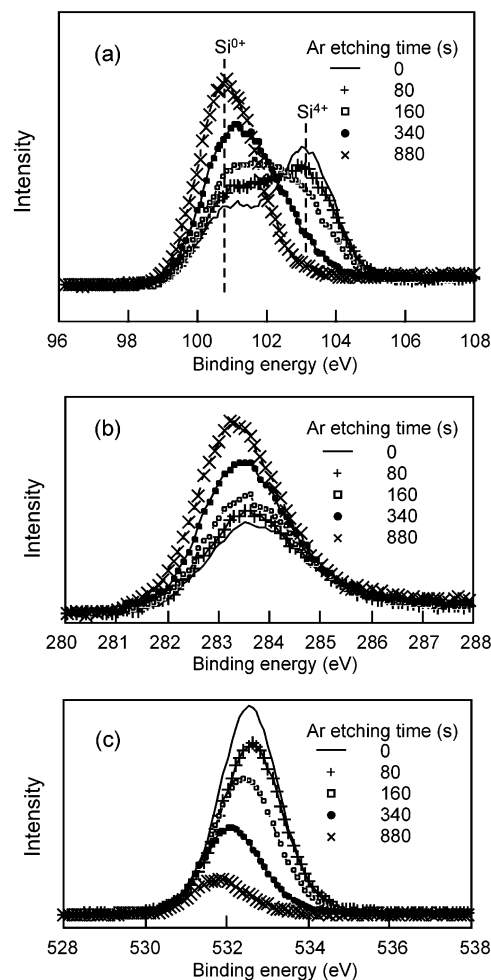 (a)
Si0+
Si4+
Ar etching time (s)
0
80
160
340
880
Intensity
96 98 100 102 104 106 108
Binding energy (eV)
(b)
Ar etching time (s)
0
80
160
340
880
Intensity
280 281 282 283 284 285 286 287 288
Binding energy (eV)
(c)
Ar etching time (s)
0
80
160
340
880
Intensity
528 530 532 534 536 538
Binding energy (eV)